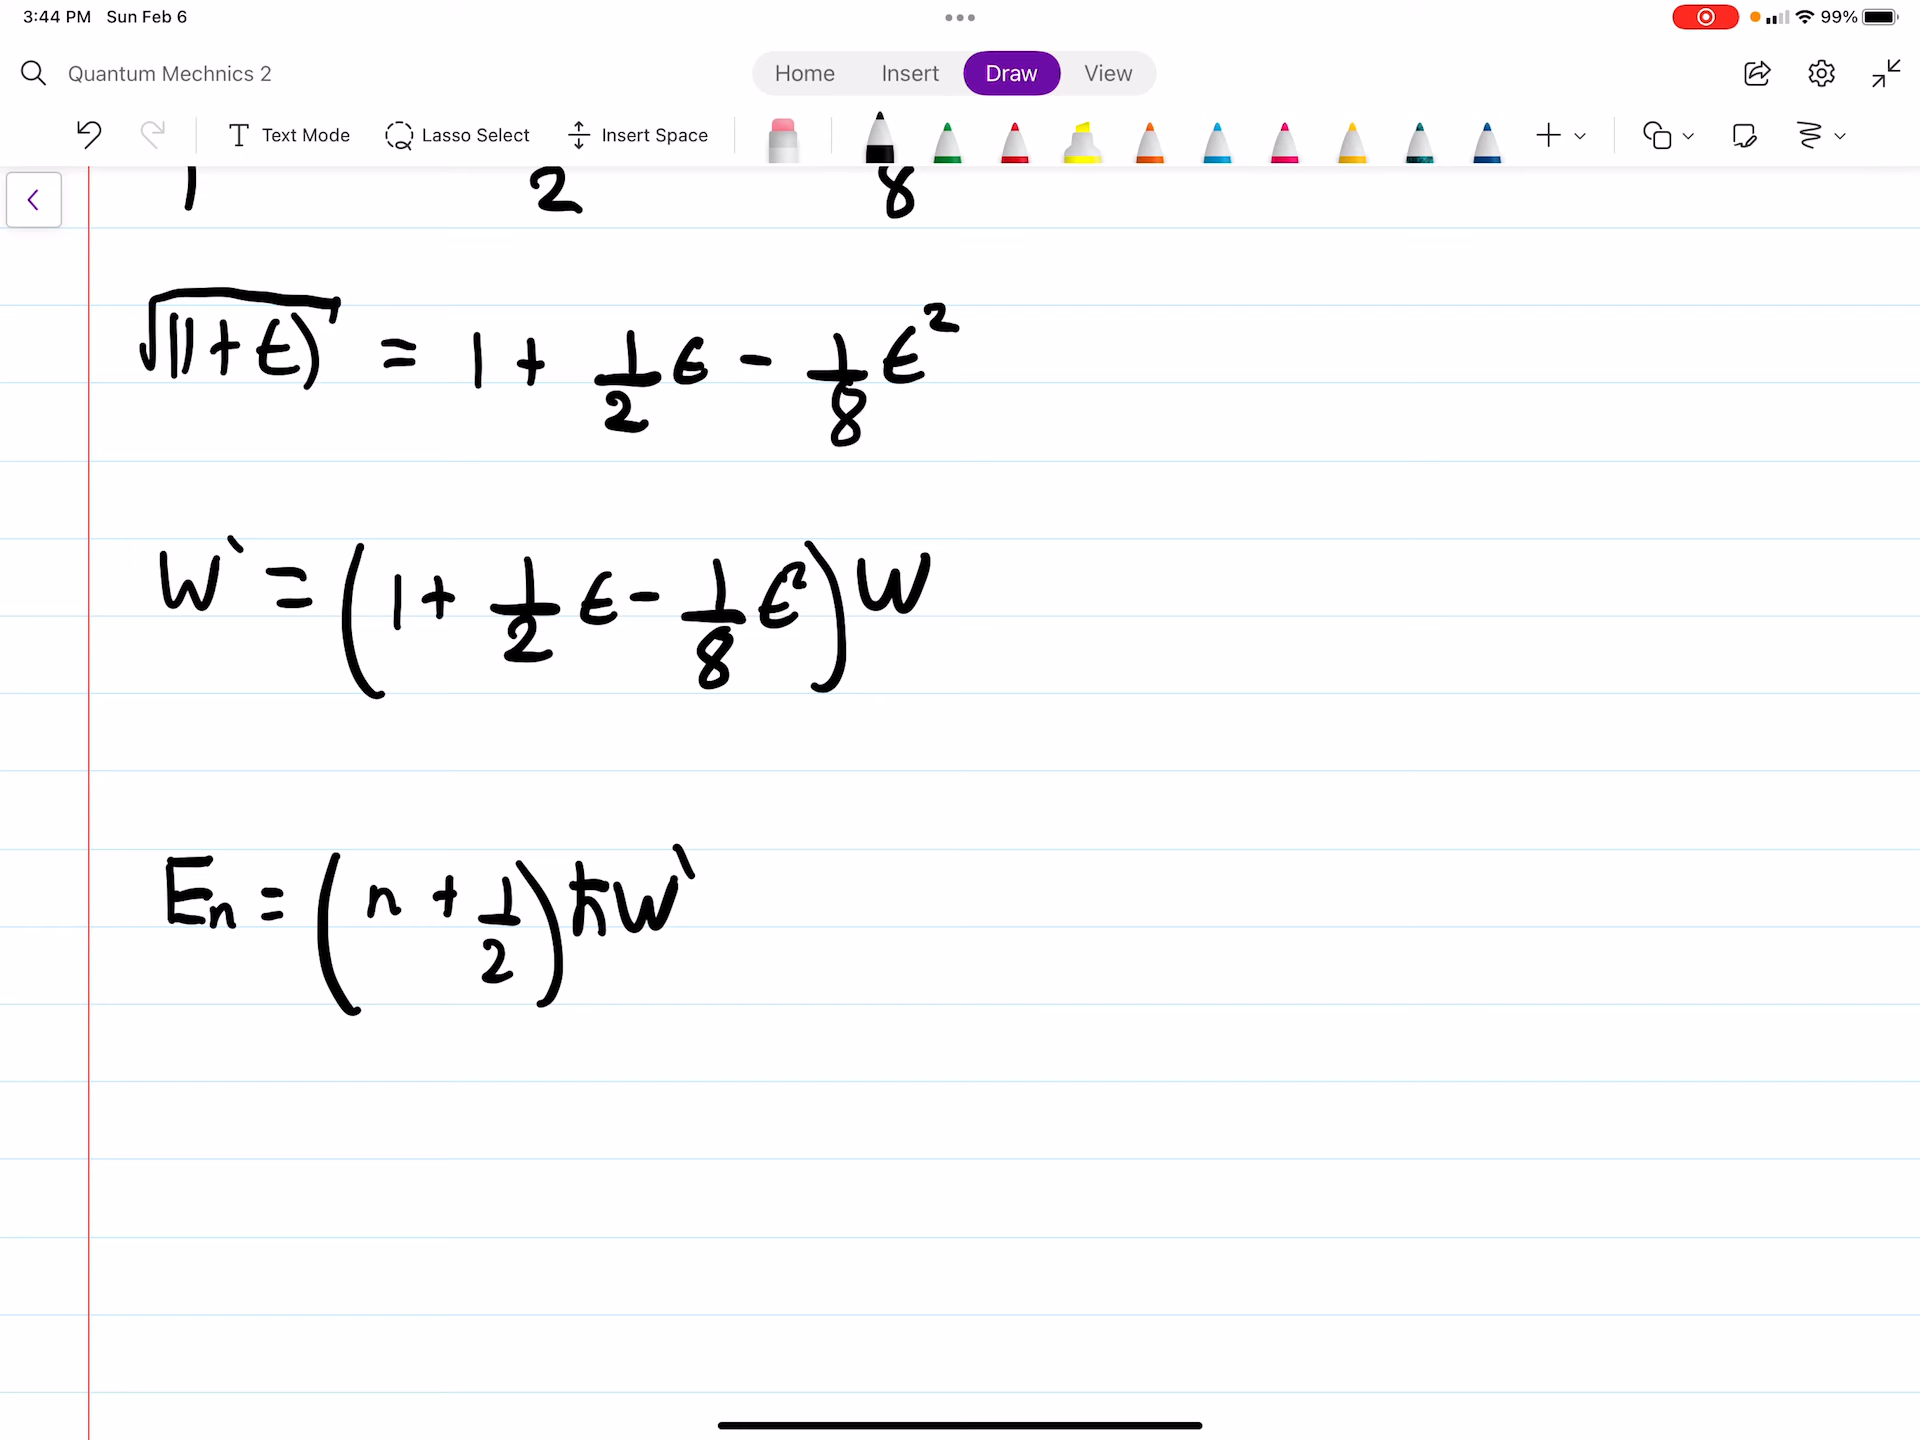 3:44 PM Sun Feb 6 99%
Quantum Mechnics 2 Home Insert Draw View
Text Mode Lasso Select Insert Space
1 2 8
√(1+ε) = 1 + 1/2 ε - 1/8 ε²
W` = (1 + 1/2 ε - 1/8 ε²) W
Eₙ = (n + 1/2) ħW`